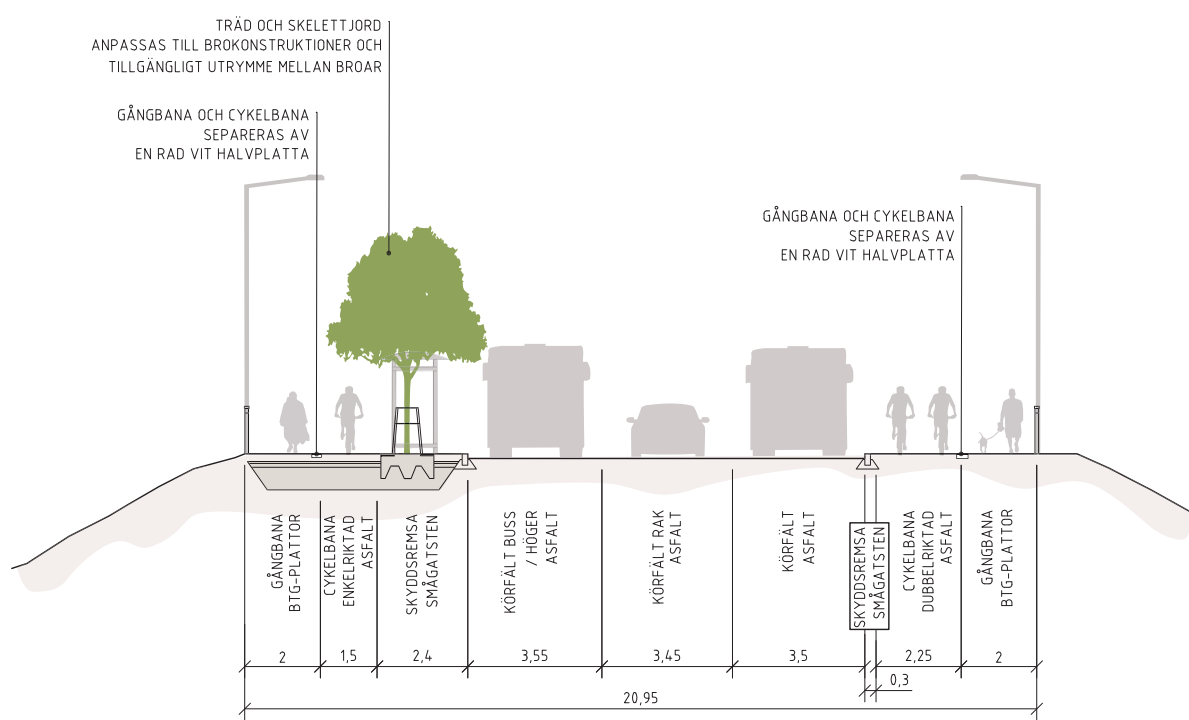 TRÄD OCH SKELETTJORD
ANPASSAS TILL BROKONSTRUKTIONER OCH
TILLGÄNGLIGT UTRYMME MELLAN BROAR
GÅNGBANA OCH CYKELBANA
SEPARERAS AV
EN RAD VIT HALVPLATTA
GÅNGBANA OCH CYKELBANA
SEPARERAS AV
EN RAD VIT HALVPLATTA
GÅNGBANA
BTG-PLATTOR
CYKELBANA
ENKELRIKTAD
ASFALT
SKYDDSREMSA
SMÅGATSTEN
KÖRFÄLT BUSS
/ HÖGER
ASFALT
KÖRFÄLT RAK
ASFALT
KÖRFÄLT
ASFALT
SKYDDSREMSA
SMÅGATSTEN
CYKELBANA
DUBBELRIKTAD
ASFALT
GÅNGBANA
BTG-PLATTOR
2
1,5
2,4
3,55
3,45
3,5
0,3
2,25
2
20,95